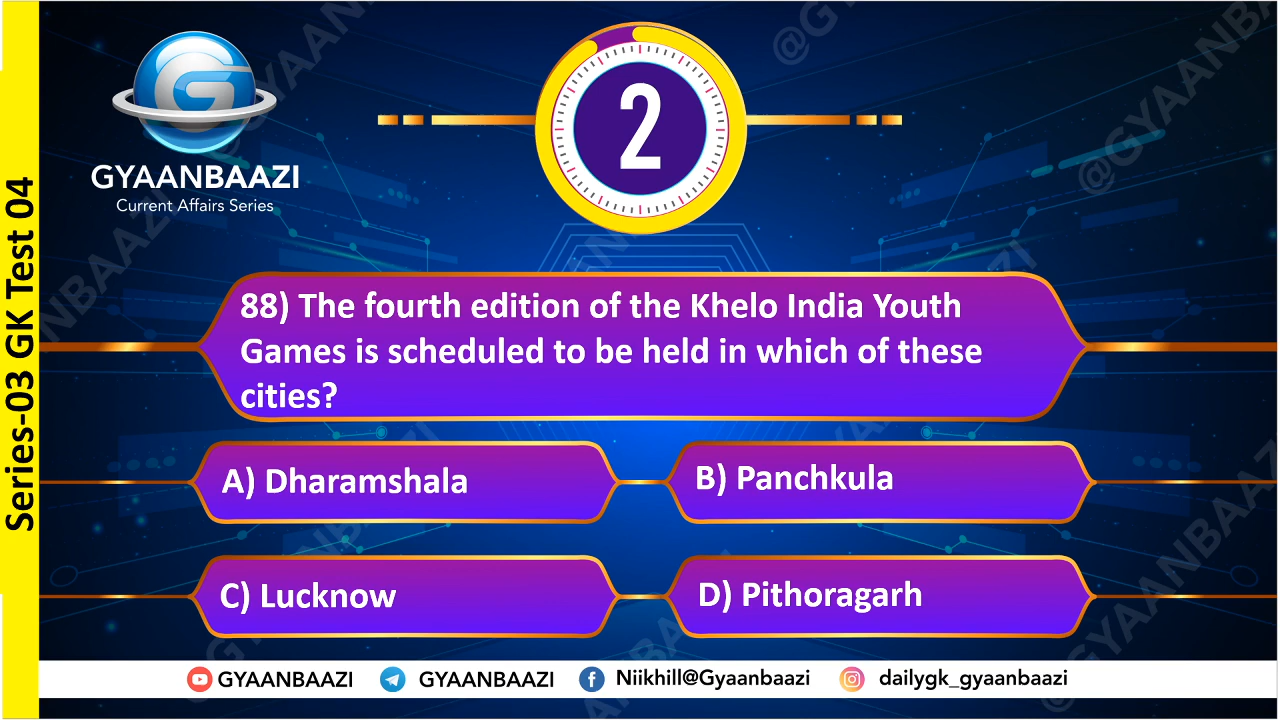 Series-03 GK Test 04
G
GYAANBAAZI
Current Affairs Series
2
88) The fourth edition of the Khelo India Youth
Games is scheduled to be held in which of these
cities?
A) Dharamshala
B) Panchkula
C) Lucknow
D) Pithoragarh
GYAANBAAZI
GYAANBAAZI
Niikhill@Gyaanbaazi
dailygk_gyaanbaazi
@GYAANBAAZI